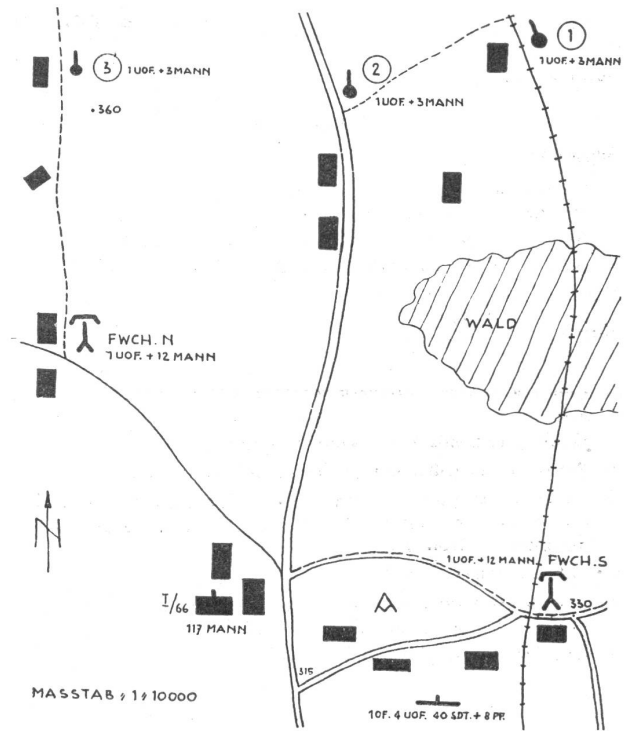 3
1 UOF. + 3 MANN
.360
2
1 UOF. + 3 MANN
1
1 UOF. + 3 MANN
WALD
FWCH. N
1 UOF. + 12 MANN
N
1 UOF. + 12 MANN
FWCH. S
330
I/66
117 MANN
315
MASSTAB : 1 : 10000
1 OF. 4 UOF. 40 SDT. + 8 PF.